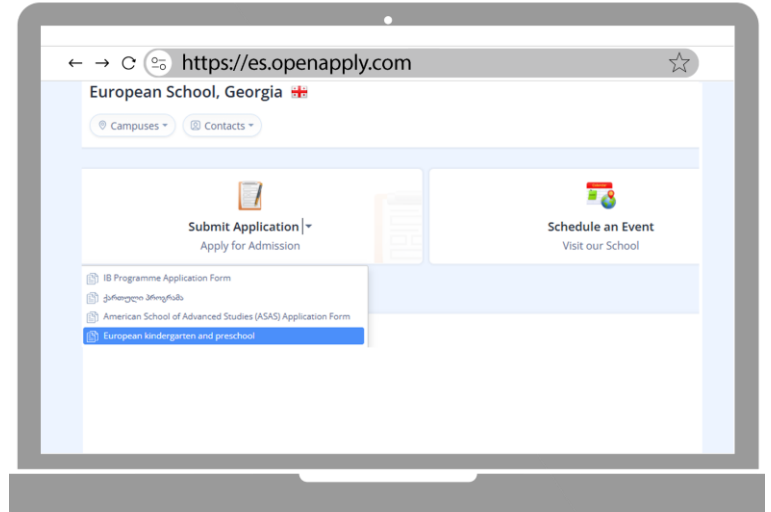 https://es.openapply.com
European School, Georgia
Campuses
Contacts
Submit Application
Apply for Admission
Schedule an Event
Visit our School
IB Programme Application Form
ქართული პროგრამა
American School of Advanced Studies (ASAS) Application Form
European kindergarten and preschool